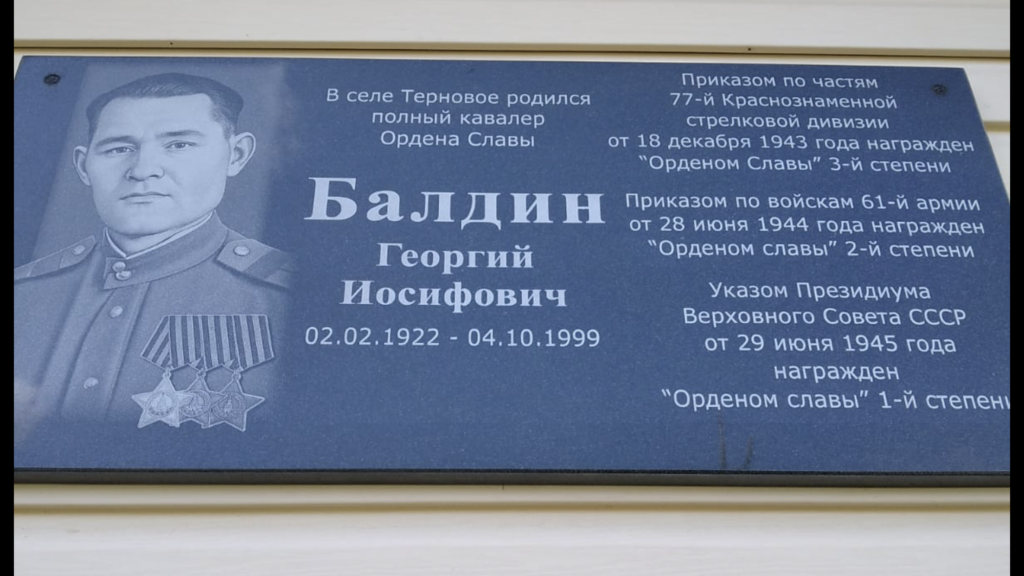 В селе Терновое родился
полный кавалер
Ордена Славы
Балдин
Георгий
Иосифович
02.02.1922 - 04.10.1999
Приказом по частям
77-й Краснознаменной
стрелковой дивизии
от 18 декабря 1943 года награжден
“Орденом Славы” 3-й степени
Приказом по войскам 61-й армии
от 28 июня 1944 года награжден
“Орденом славы” 2-й степени
Указом Президиума
Верховного Совета СССР
от 29 июня 1945 года
награжден
“Орденом славы” 1-й степени